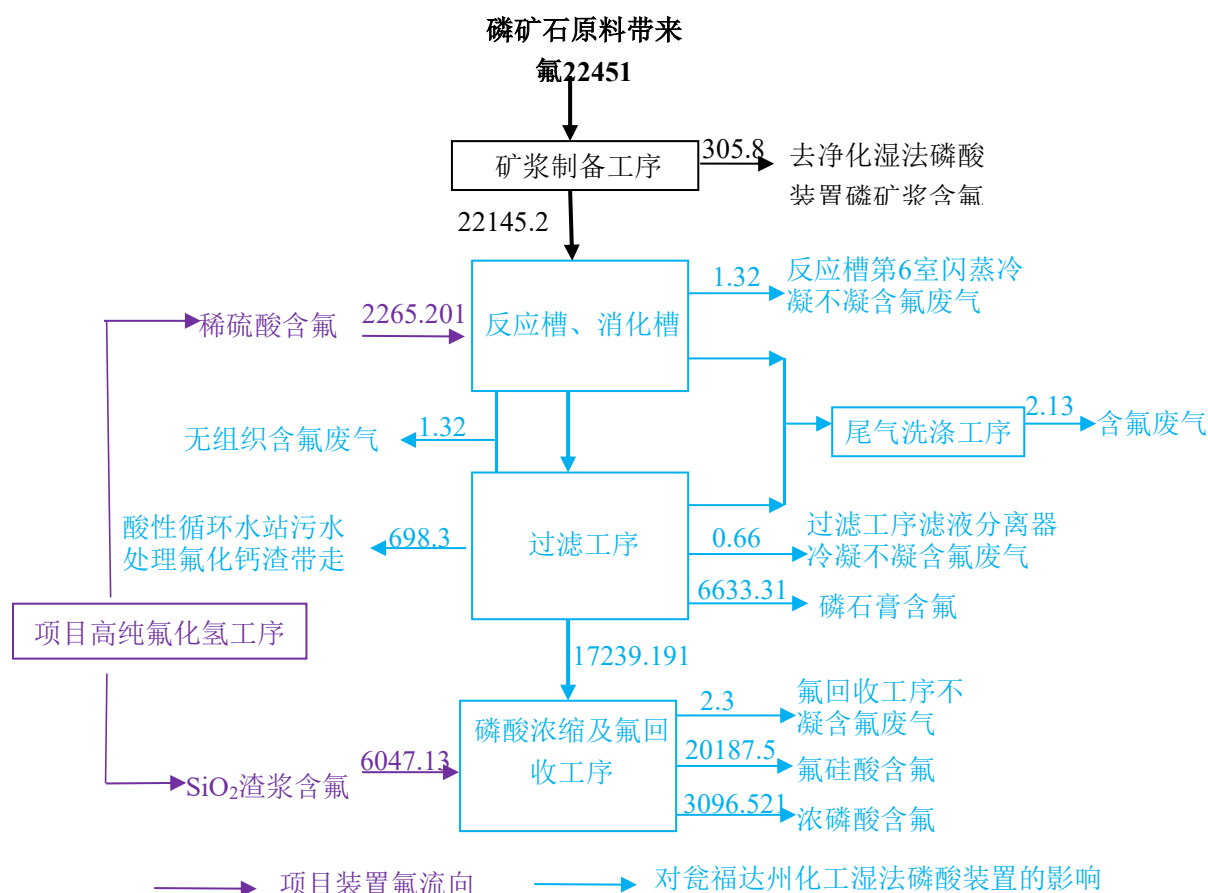 磷矿石原料带来
氟22451
矿浆制备工序
305.8
去净化湿法磷酸
装置磷矿浆含氟
22145.2
反应槽、消化槽
1.32
反应槽第6室闪蒸冷
凝不凝含氟废气
稀硫酸含氟
2265.201
无组织含氟废气
1.32
尾气洗涤工序
2.13
含氟废气
酸性循环水站污水
处理氟化钙渣带走
698.3
过滤工序
0.66
过滤工序滤液分离器
冷凝不凝含氟废气
6633.31
磷石膏含氟
项目高纯氟化氢工序
17239.191
磷酸浓缩及氟回
收工序
2.3
氟回收工序不
凝含氟废气
20187.5
氟硅酸含氟
3096.521
浓磷酸含氟
SiO₂渣浆含氟
6047.13
项目装置氟流向
对瓮福达州化工湿法磷酸装置的影响